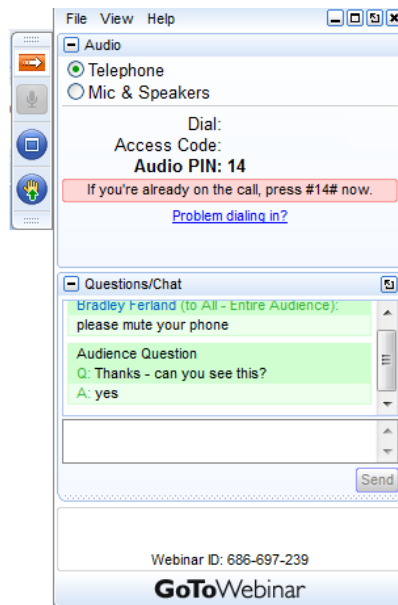 File View Help
Audio
Telephone
Mic & Speakers
Dial:
Access Code:
Audio PIN: 14
If you're already on the call, press #14# now.
Problem dialing in?
Questions/Chat
Bradley Ferland (to All - Entire Audience):
please mute your phone
Audience Question
Q: Thanks - can you see this?
A: yes
Send
Webinar ID: 686-697-239
GoToWebinar